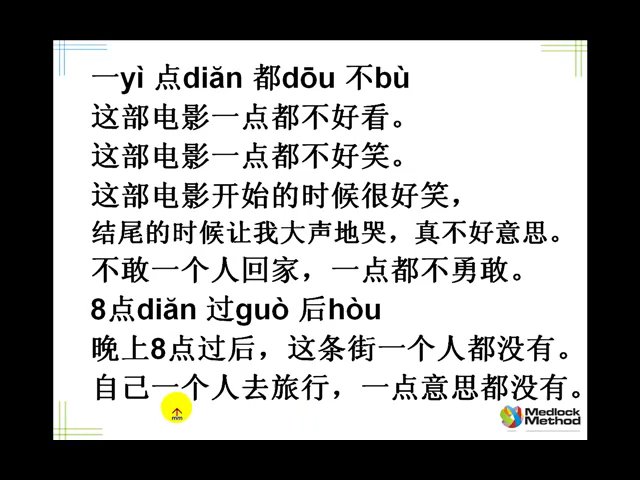 一yì 点diǎn 都dōu 不bù
这部电影一点都不好看。
这部电影一点都不好笑。
这部电影开始的时候很好笑，
结尾的时候让我大声地哭，真不好意思。
不敢一个人回家，一点都不勇敢。
8点diǎn 过guò 后hòu
晚上8点过后，这条街一个人都没有。
自己一个人去旅行，一点意思都没有。
mm
Medlock
Method